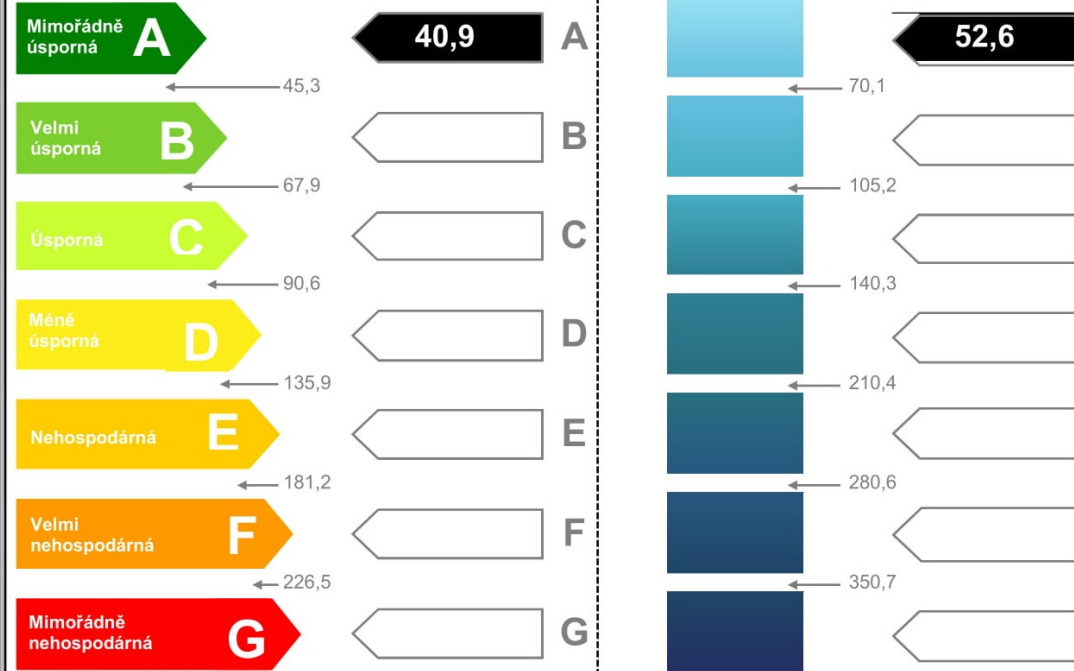 Mimořádně
úsporná
A
40,9
A
52,6
45,3
70,1
Velmi
úsporná
B
B
67,9
105,2
Úsporná
C
C
90,6
140,3
Méně
úsporná
D
D
135,9
210,4
Nehospodárná
E
E
181,2
280,6
Velmi
nehospodárná
F
F
226,5
350,7
Mimořádně
nehospodárná
G
G